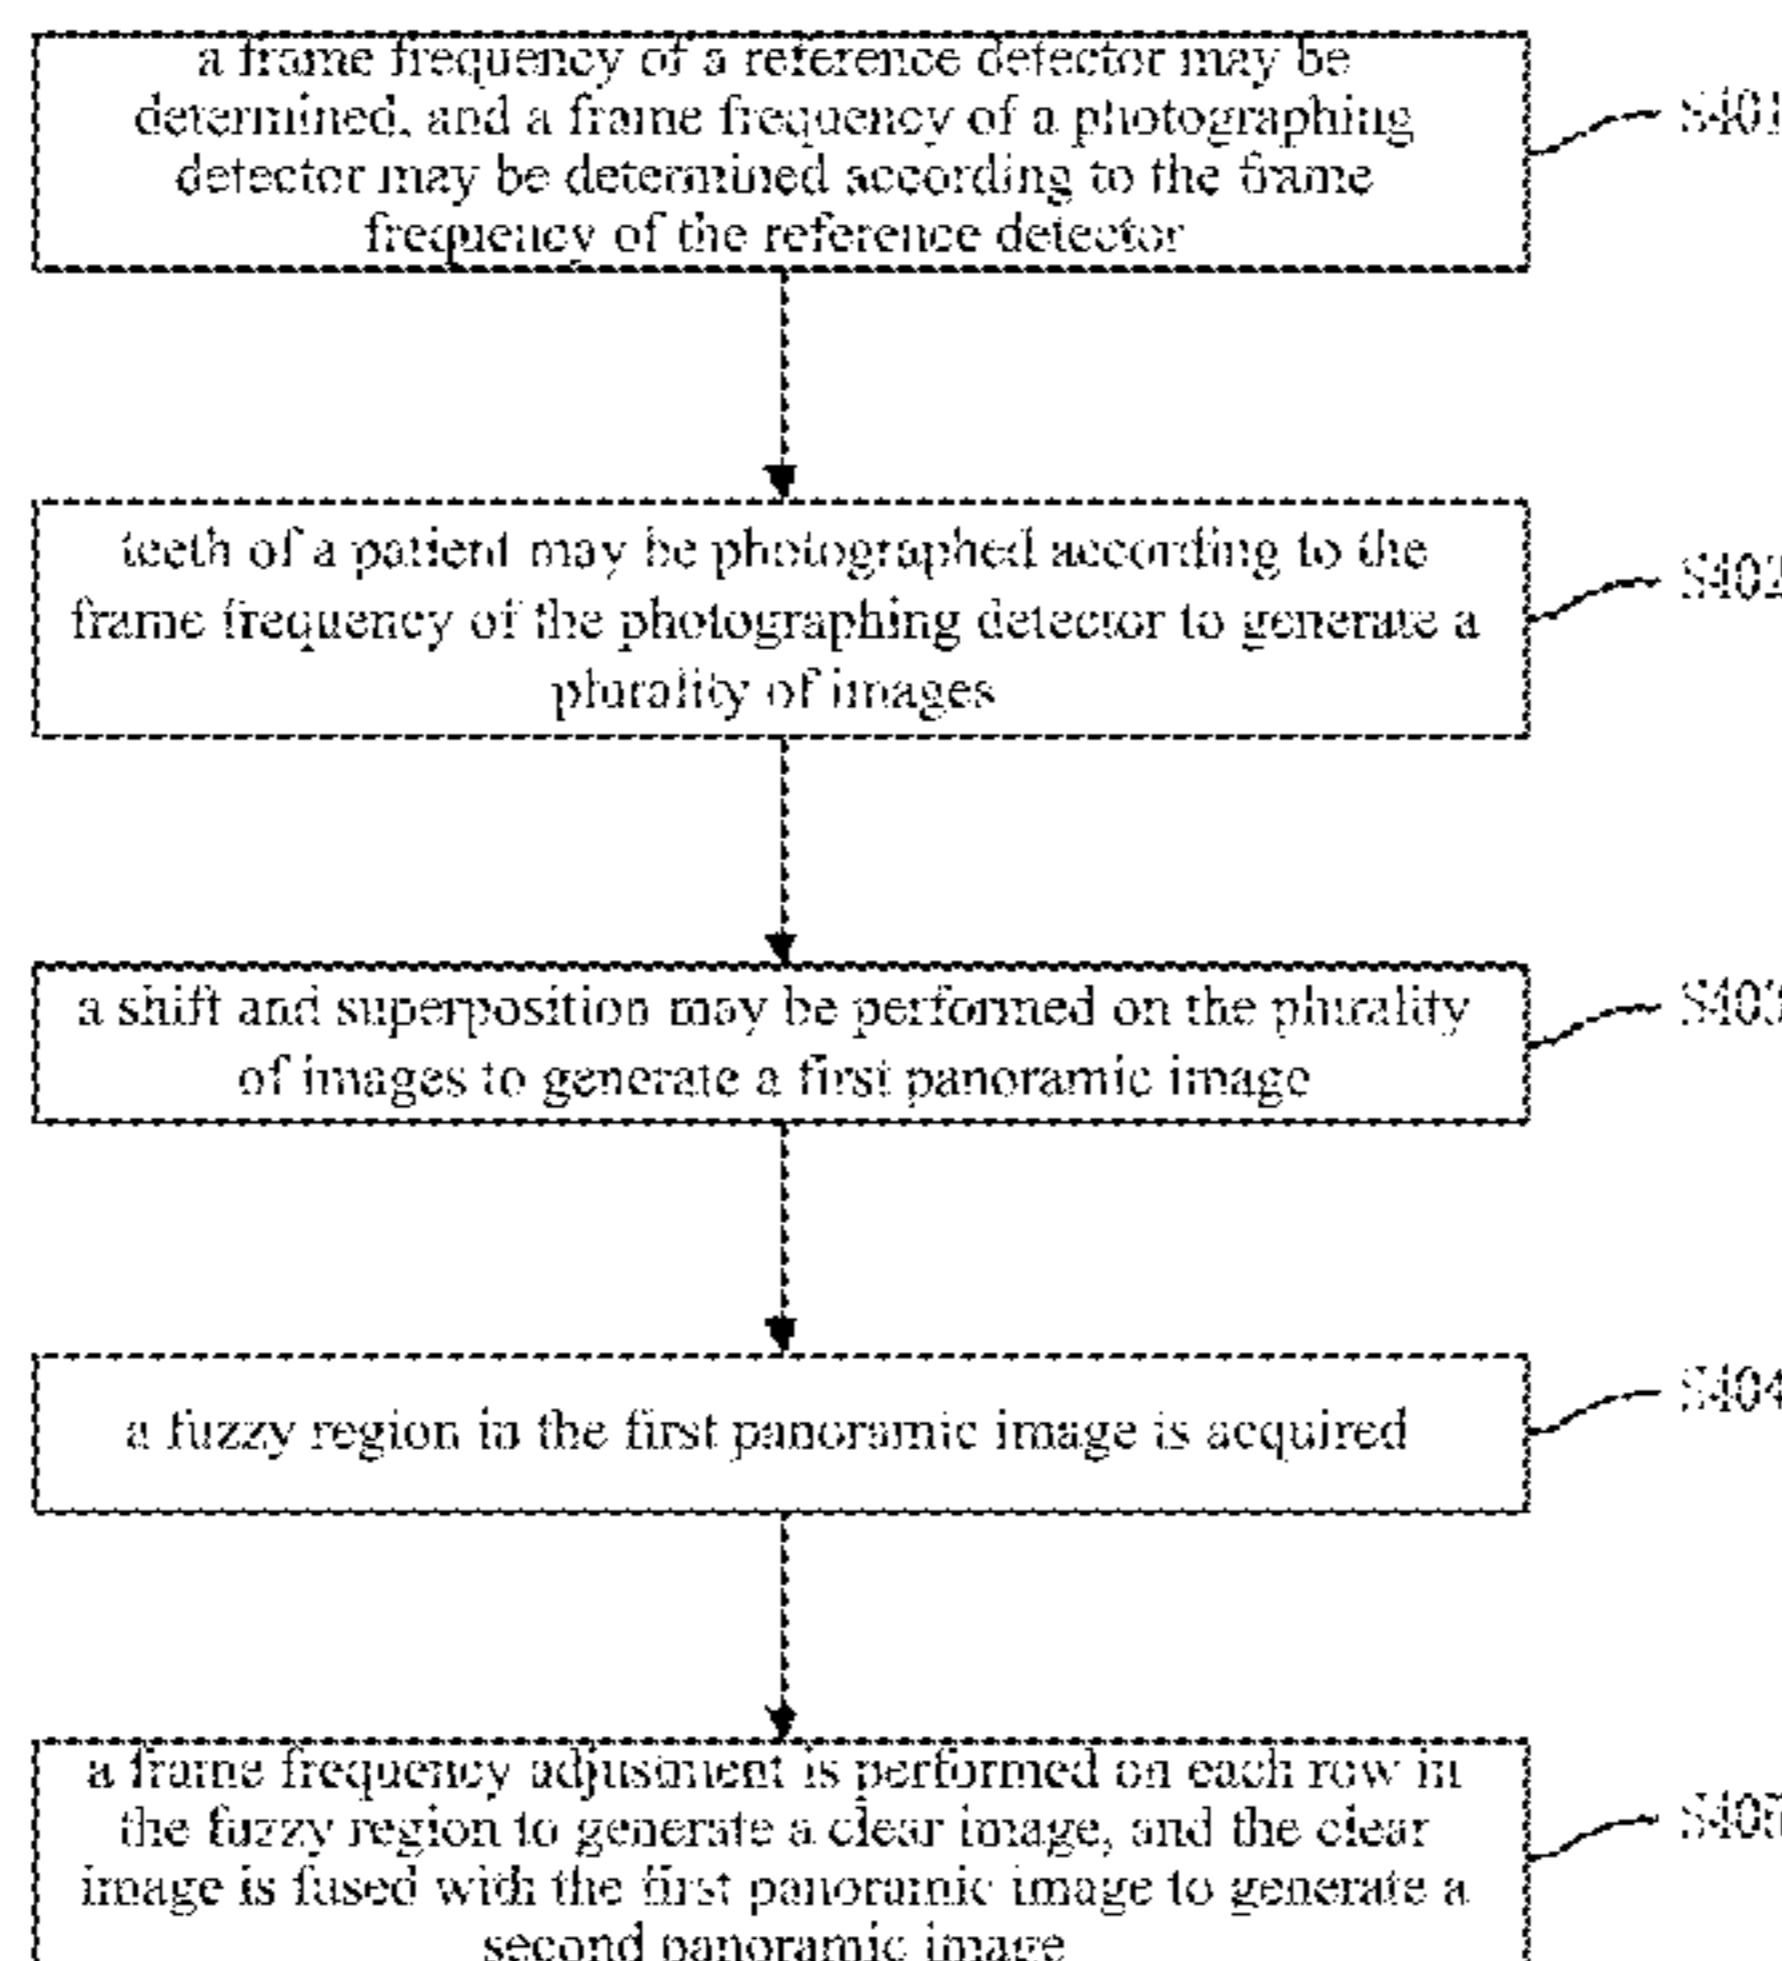 a frame frequency of a reference detector may be
determined, and a frame frequency of a photographing
detector may be determined according to the frame
frequency of the reference detector
S401
teeth of a patient may be photographed according to the
frame frequency of the photographing detector to generate a
plurality of images
S402
a shift and superposition may be performed on the plurality
of images to generate a first panoramic image
S403
a fuzzy region in the first panoramic image is acquired
S404
a frame frequency adjustment is performed on each row in
the fuzzy region to generate a clear image, and the clear
image is fused with the first panoramic image to generate a
second panoramic image
S405